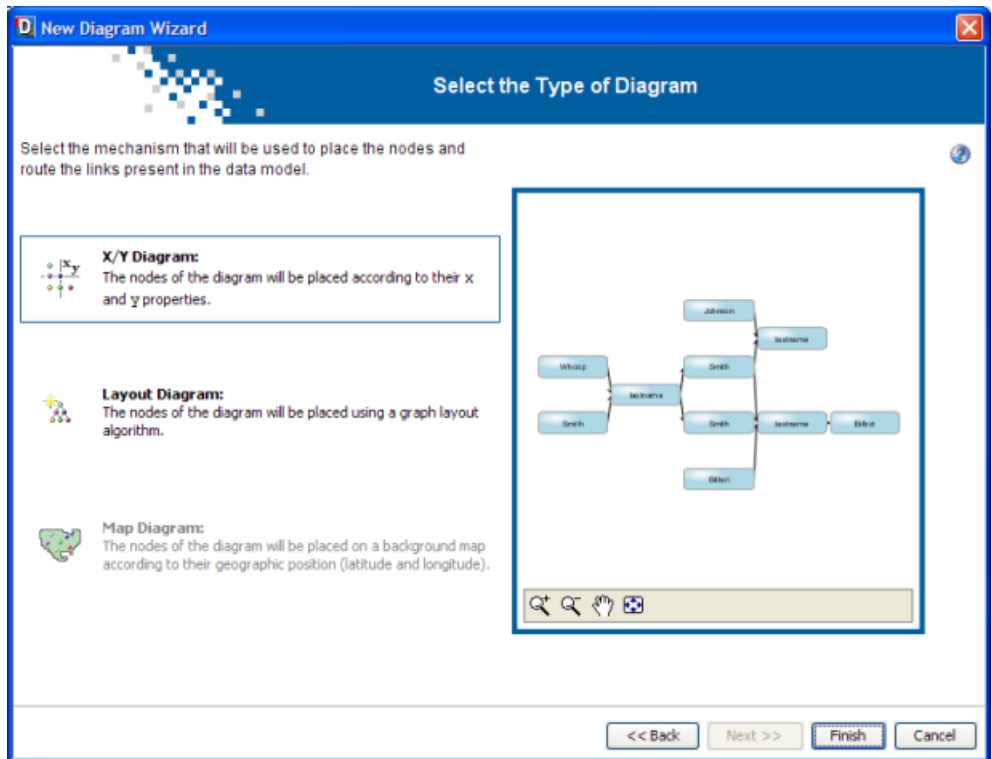 New Diagram Wizard
Select the Type of Diagram
Select the mechanism that will be used to place the nodes and
route the links present in the data model.
X/Y Diagram:
The nodes of the diagram will be placed according to their x
and y properties.
Layout Diagram:
The nodes of the diagram will be placed using a graph layout
algorithm.
Map Diagram:
The nodes of the diagram will be placed on a background map
according to their geographic position (latitude and longitude).
Johnson
lastname
Whoop
Smith
lastname
Smith
Smith
lastname
<< Back
Next >>
Finish
Cancel